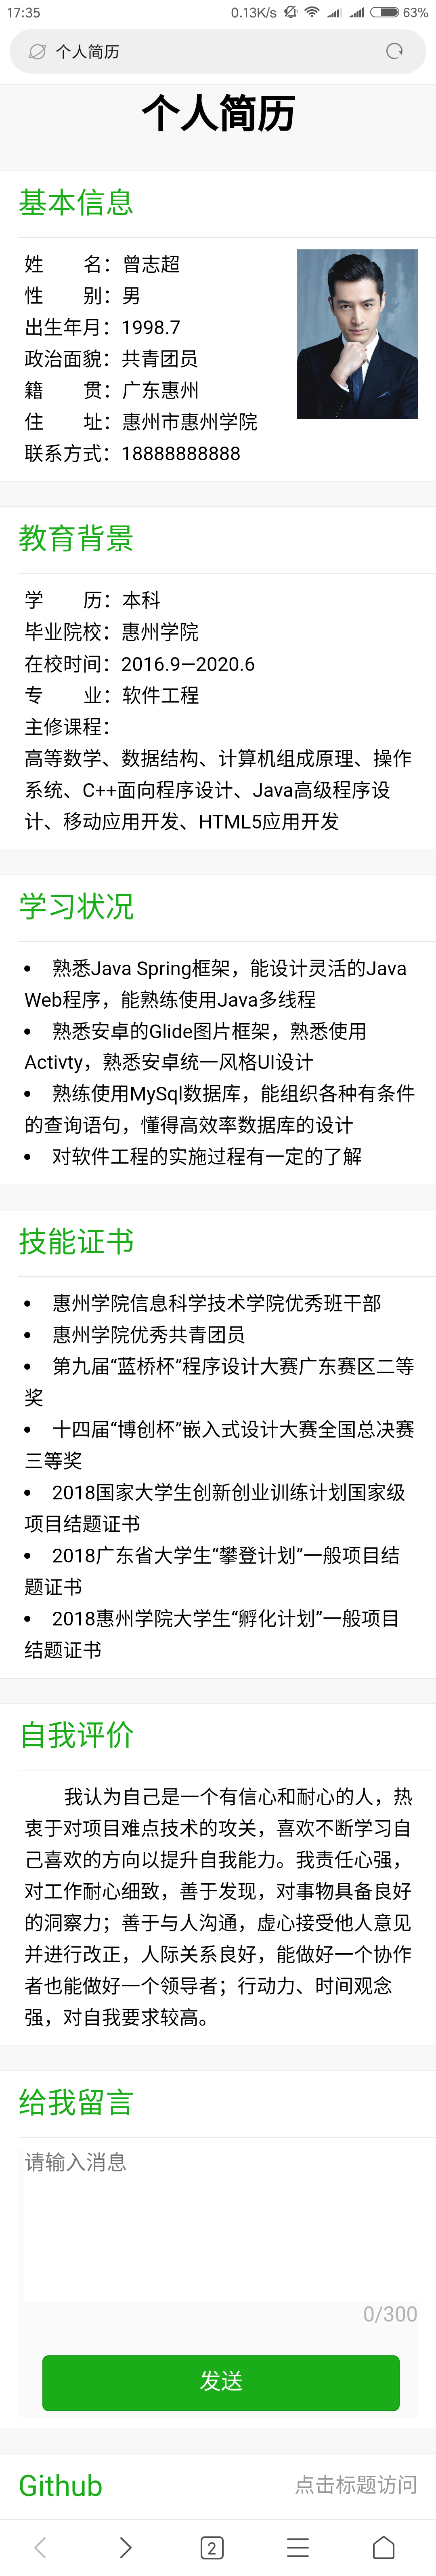 17:35 0.13K/s 63%
个人简历
个人简历
基本信息
姓 名：曾志超
性 别：男
出生年月：1998.7
政治面貌：共青团员
籍 贯：广东惠州
住 址：惠州市惠州学院
联系方式：18888888888
教育背景
学 历：本科
毕业院校：惠州学院
在校时间：2016.9—2020.6
专 业：软件工程
主修课程：
高等数学、数据结构、计算机组成原理、操作
系统、C++面向程序设计、Java高级程序设
计、移动应用开发、HTML5应用开发
学习状况
• 熟悉Java Spring框架，能设计灵活的Java
Web程序，能熟练使用Java多线程
• 熟悉安卓的Glide图片框架，熟悉使用
Activty，熟悉安卓统一风格UI设计
• 熟练使用MySql数据库，能组织各种有条件
的查询语句，懂得高效率数据库的设计
• 对软件工程的实施过程有一定的了解
技能证书
• 惠州学院信息科学技术学院优秀班干部
• 惠州学院优秀共青团员
• 第九届“蓝桥杯”程序设计大赛广东赛区二等
奖
• 十四届“博创杯”嵌入式设计大赛全国总决赛
三等奖
• 2018国家大学生创新创业训练计划国家级
项目结题证书
• 2018广东省大学生“攀登计划”一般项目结
题证书
• 2018惠州学院大学生“孵化计划”一般项目
结题证书
自我评价
我认为自己是一个有信心和耐心的人，热
衷于对项目难点技术的攻关，喜欢不断学习自
己喜欢的方向以提升自我能力。我责任心强，
对工作耐心细致，善于发现，对事物具备良好
的洞察力；善于与人沟通，虚心接受他人意见
并进行改正，人际关系良好，能做好一个协作
者也能做好一个领导者；行动力、时间观念
强，对自我要求较高。
给我留言
请输入消息
0/300
发送
Github 点击标题访问
2